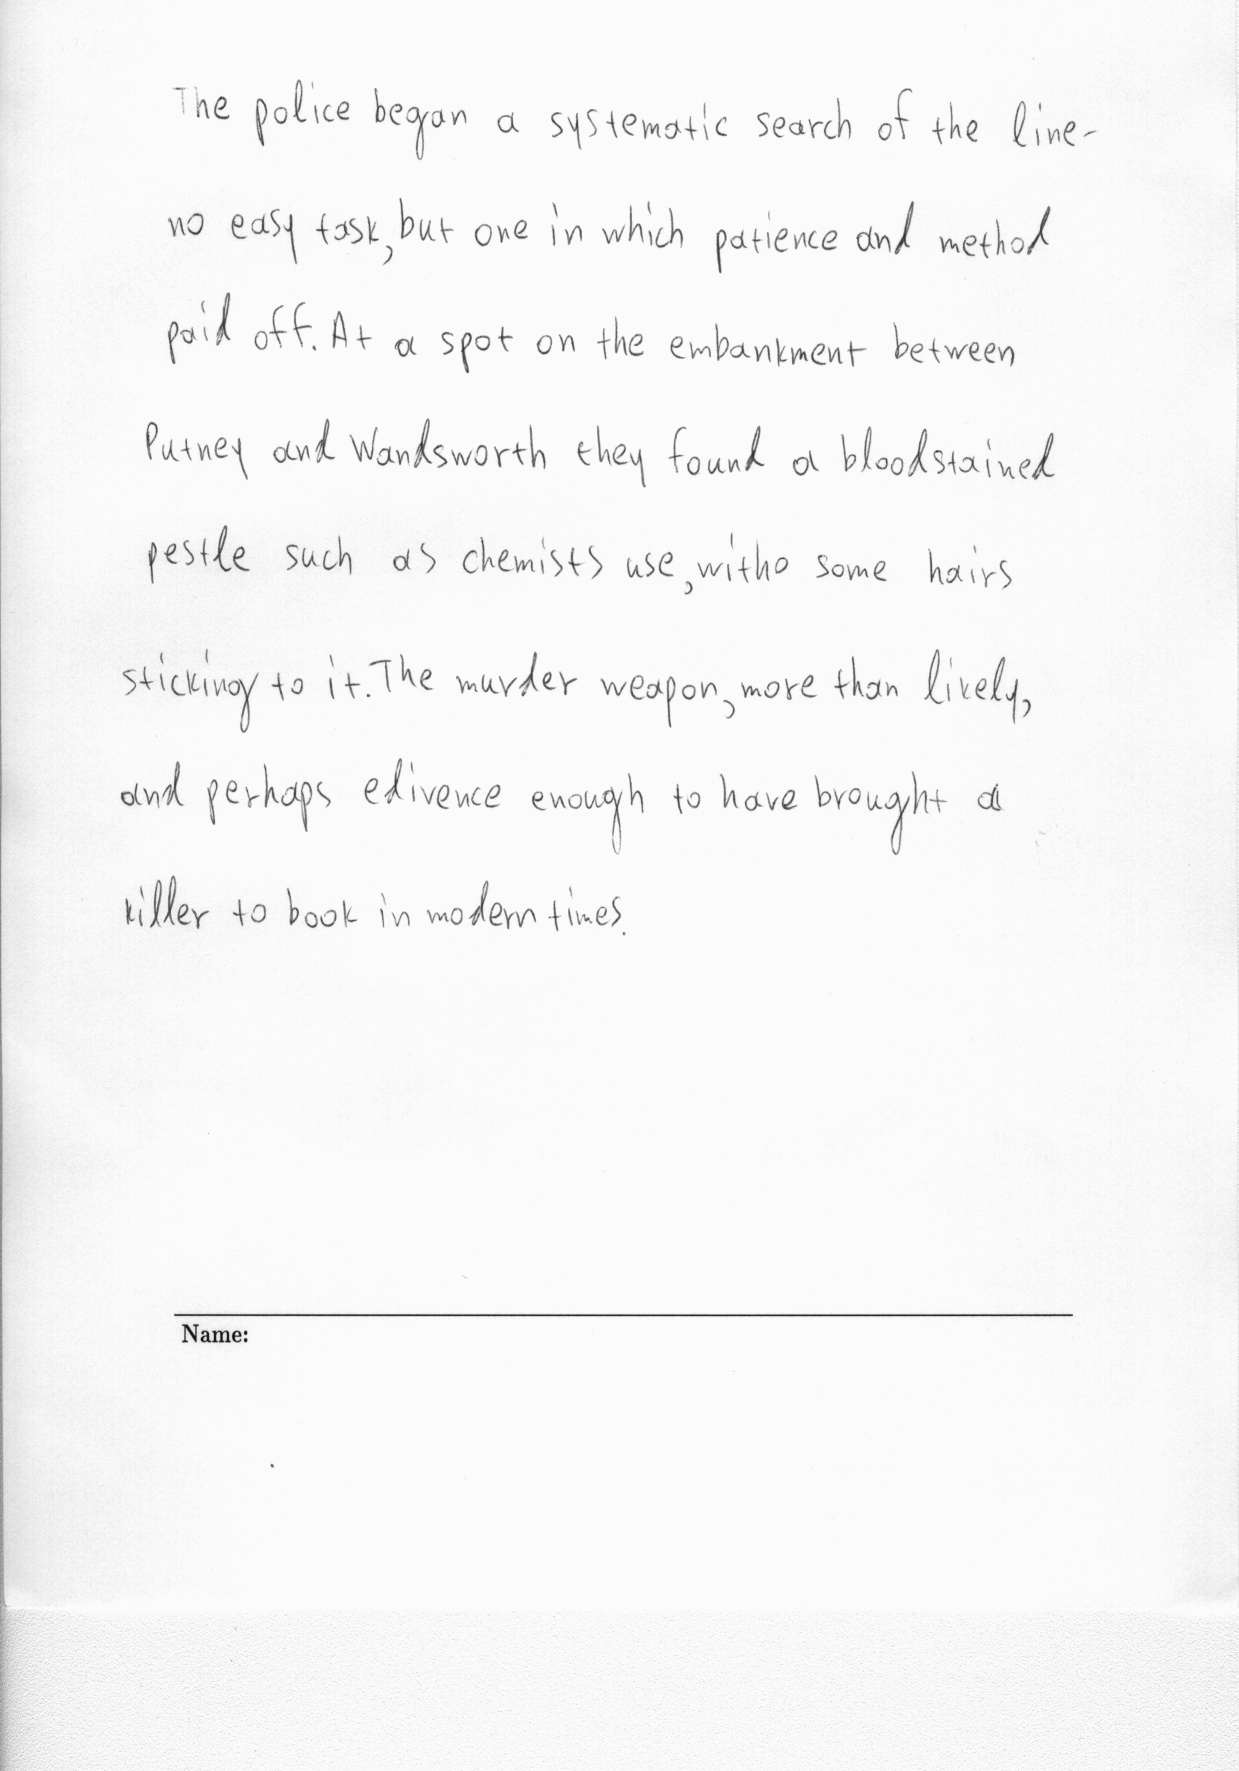 The police began a systematic search of the line-
no easy task, but one in which patience and method
paid off. At a spot on the embankment between
Putney and Wandsworth they found a bloodstained
pestle such as chemists use, witho some hairs
sticking to it. The murder weapon, more than likely,
and perhaps edivence enough to have brought a
killer to book in modern times.
Name: